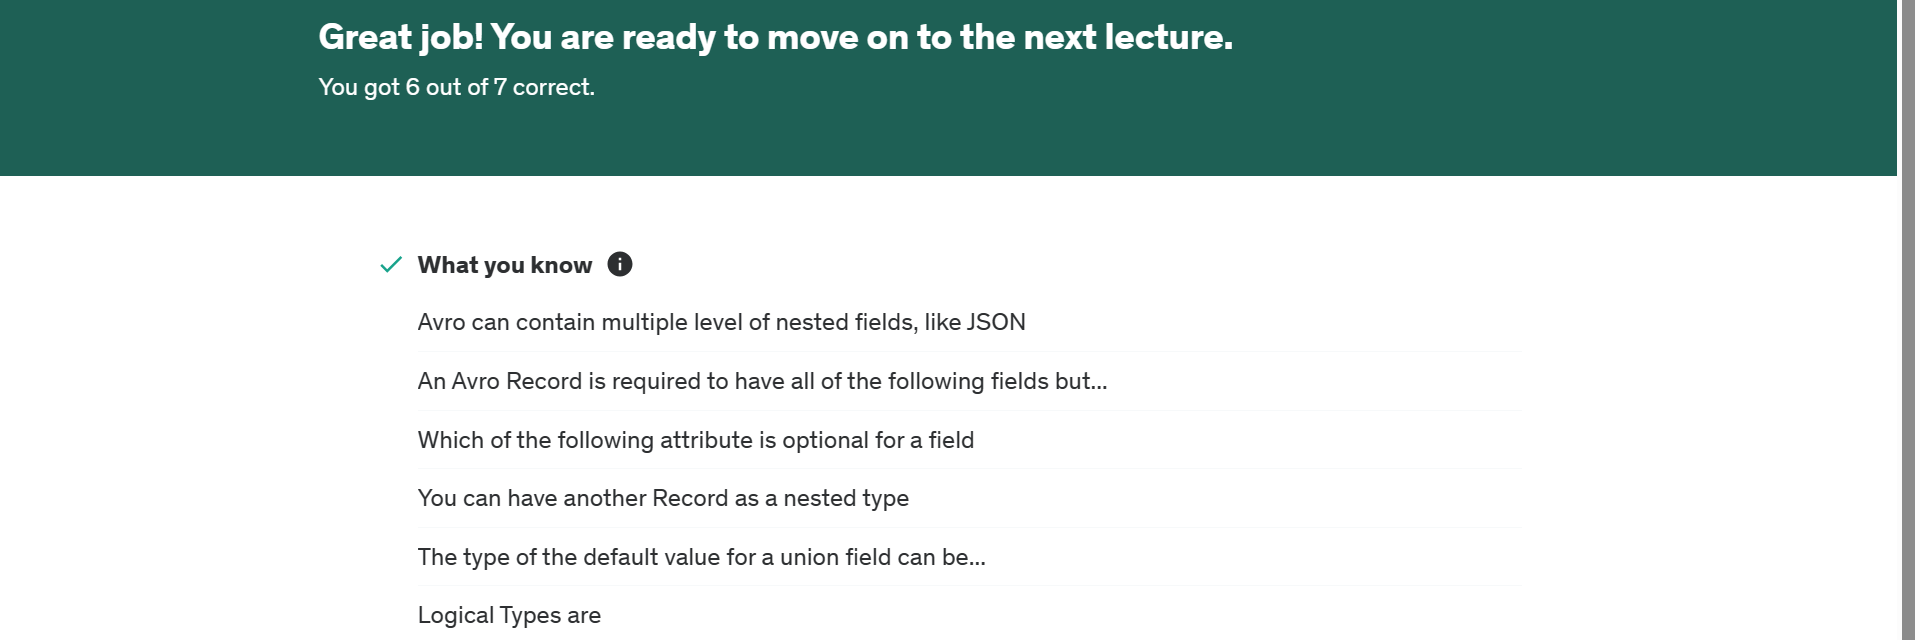 Great job! You are ready to move on to the next lecture.
You got 6 out of 7 correct.
What you know
Avro can contain multiple level of nested fields, like JSON
An Avro Record is required to have all of the following fields but...
Which of the following attribute is optional for a field
You can have another Record as a nested type
The type of the default value for a union field can be...
Logical Types are